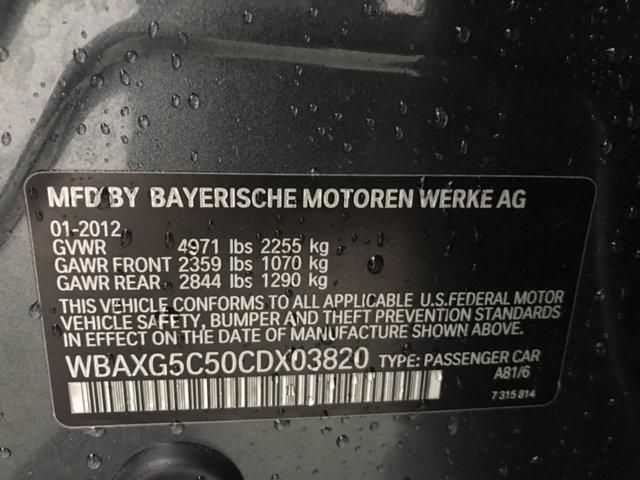 MFD BY BAYERISCHE MOTOREN WERKE AG
01-2012
GVWR 4971 lbs 2255 kg
GAWR FRONT 2359 lbs 1070 kg
GAWR REAR 2844 lbs 1290 kg
THIS VEHICLE CONFORMS TO ALL APPLICABLE U.S.FEDERAL MOTOR
VEHICLE SAFETY, BUMPER AND THEFT PREVENTION STANDARDS
IN EFFECT ON THE DATE OF MANUFACTURE SHOWN ABOVE.
WBAXG5C50CDX03820 TYPE: PASSENGER CAR
A81/6
7 315 814